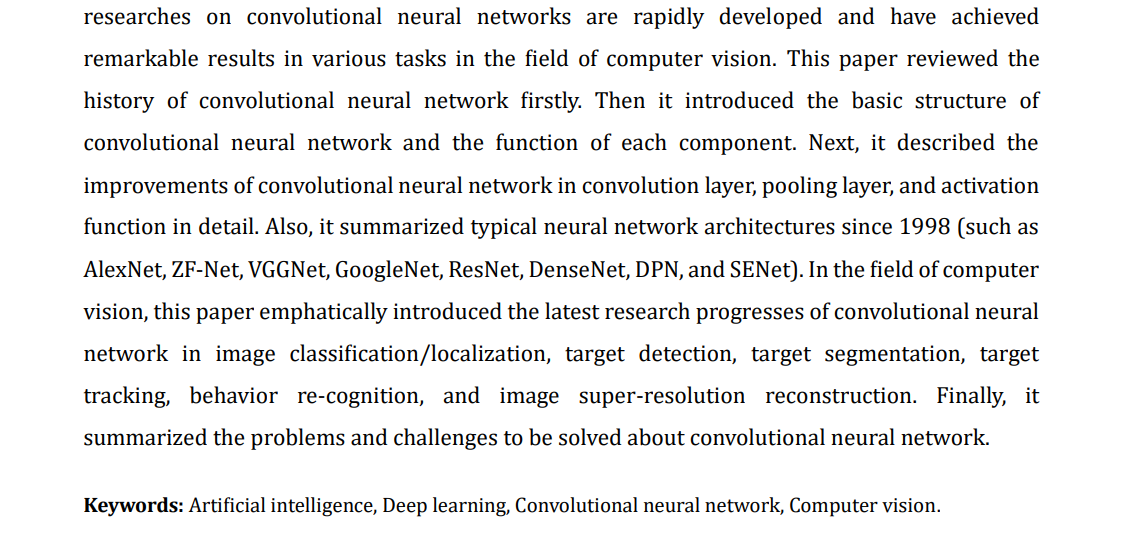 researches on convolutional neural networks are rapidly developed and have achieved
remarkable results in various tasks in the field of computer vision. This paper reviewed the
history of convolutional neural network firstly. Then it introduced the basic structure of
convolutional neural network and the function of each component. Next, it described the
improvements of convolutional neural network in convolution layer, pooling layer, and activation
function in detail. Also, it summarized typical neural network architectures since 1998 (such as
AlexNet, ZF-Net, VGGNet, GoogleNet, ResNet, DenseNet, DPN, and SENet). In the field of computer
vision, this paper emphatically introduced the latest research progresses of convolutional neural
network in image classification/localization, target detection, target segmentation, target
tracking, behavior re-cognition, and image super-resolution reconstruction. Finally, it
summarized the problems and challenges to be solved about convolutional neural network.
Keywords: Artificial intelligence, Deep learning, Convolutional neural network, Computer vision.